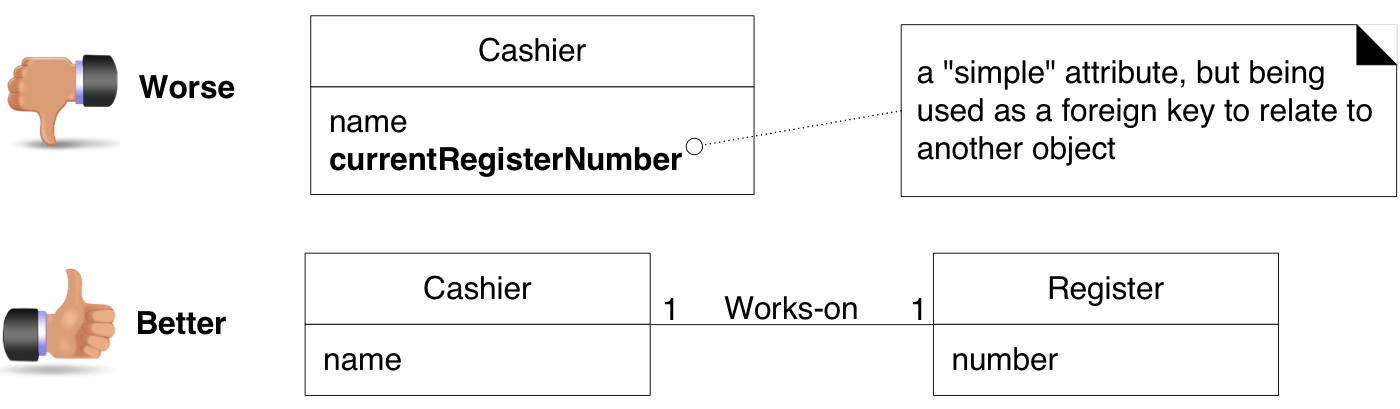 Worse
Cashier
name
currentRegisterNumber
a "simple" attribute, but being
used as a foreign key to relate to
another object
Better
Cashier
name
1 Works-on 1
Register
number